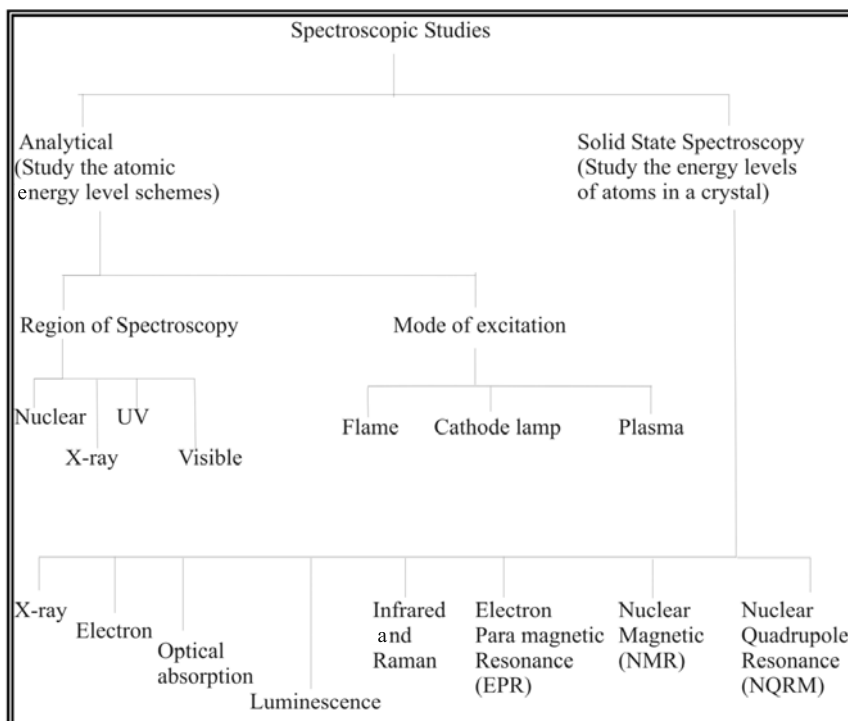 Spectroscopic Studies
Analytical
(Study the atomic
energy level schemes)
Solid State Spectroscopy
(Study the energy levels
of atoms in a crystal)
Region of Spectroscopy
Mode of excitation
Nuclear
UV
X-ray
Visible
Flame
Cathode lamp
Plasma
X-ray
Electron
Optical
absorption
Luminescence
Infrared
and
Raman
Electron
Para magnetic
Resonance
(EPR)
Nuclear
Magnetic
(NMR)
Nuclear
Quadrupole
Resonance
(NQRM)